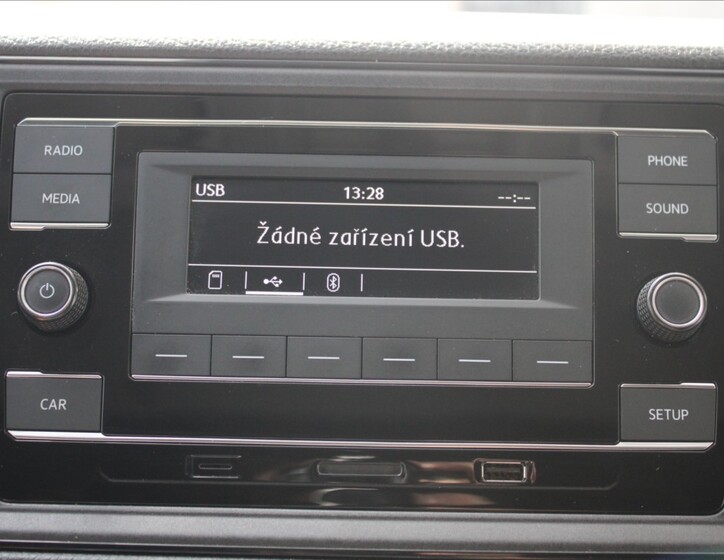 RADIO
PHONE
MEDIA
SOUND
USB 13:28 --:--
Žádné zařízení USB.
CAR
SETUP